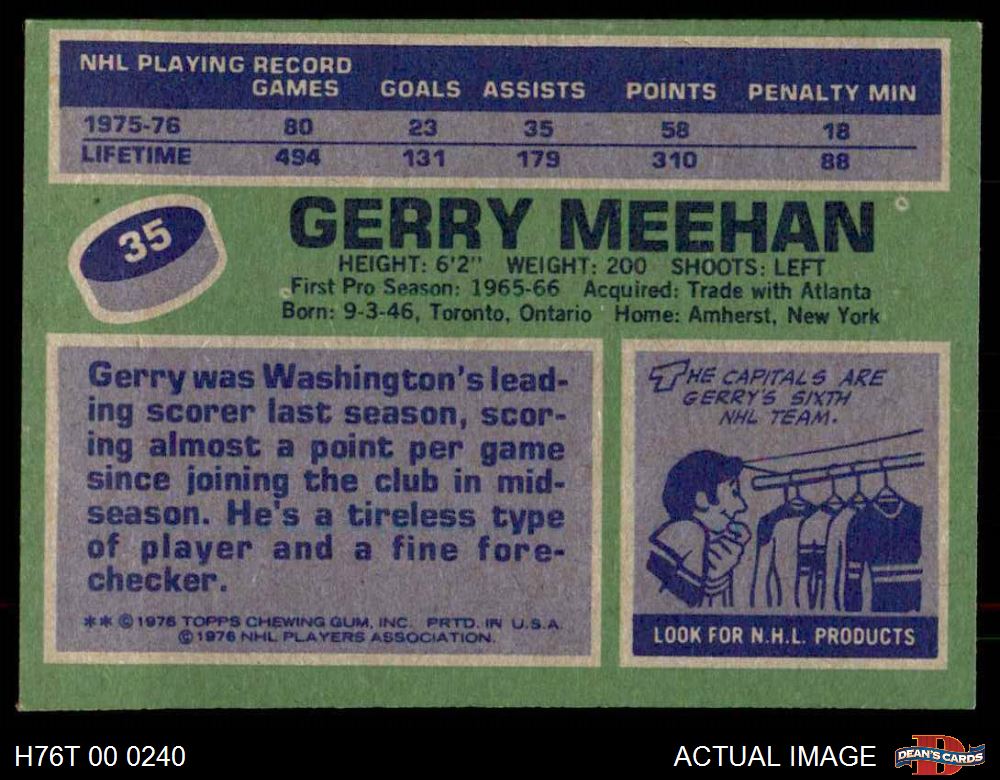 NHL PLAYING RECORD
GAMES GOALS ASSISTS POINTS PENALTY MIN
1975-76 80 23 35 58 18
LIFETIME 494 131 179 310 88
35
GERRY MEEHAN
HEIGHT: 6'2" WEIGHT: 200 SHOOTS: LEFT
First Pro Season: 1965-66 Acquired: Trade with Atlanta
Born: 9-3-46, Toronto, Ontario Home: Amherst, New York
Gerry was Washington's lead-
ing scorer last season, scor-
ing almost a point per game
since joining the club in mid-
season. He's a tireless type
of player and a fine fore-
checker.
** ©1976 TOPPS CHEWING GUM, INC. PRTD. IN U.S.A.
©1976 NHL PLAYERS ASSOCIATION.
THE CAPITALS ARE
GERRY'S SIXTH
NHL TEAM.
LOOK FOR N.H.L. PRODUCTS
H76T 00 0240
ACTUAL IMAGE
D
DEAN'S CARDS